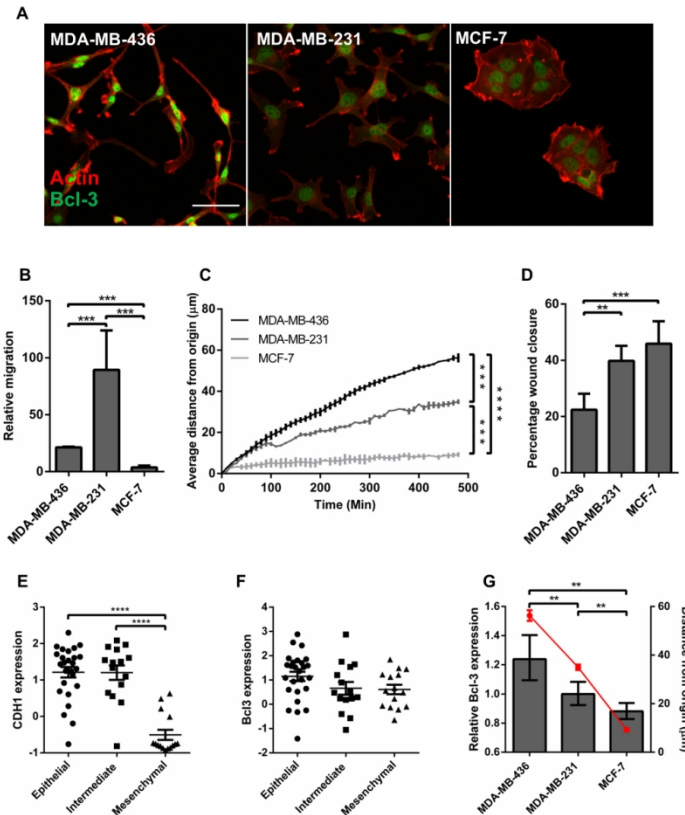 A
MDA-MB-436
MDA-MB-231
MCF-7
Actin
Bcl-3
B
Relative migration
150
100
50
0
***
***
***
MDA-MB-436
MDA-MB-231
MCF-7
C
Average distance from origin (μm)
80
60
40
20
0
MDA-MB-436
MDA-MB-231
MCF-7
***
***
****
0
100
200
300
400
500
Time (Min)
D
Percentage wound closure
60
40
20
0
***
**
MDA-MB-436
MDA-MB-231
MCF-7
E
CDH1 expression
3
2
1
0
-1
****
****
Epithelial
Intermediate
Mesenchymal
F
Bcl3 expression
4
3
2
1
0
-1
-2
Epithelial
Intermediate
Mesenchymal
G
Relative Bcl-3 expression
1.6
1.4
1.2
1.0
0.8
0.6
**
**
**
60
40
20
0
Distance from origin (μm)
MDA-MB-436
MDA-MB-231
MCF-7